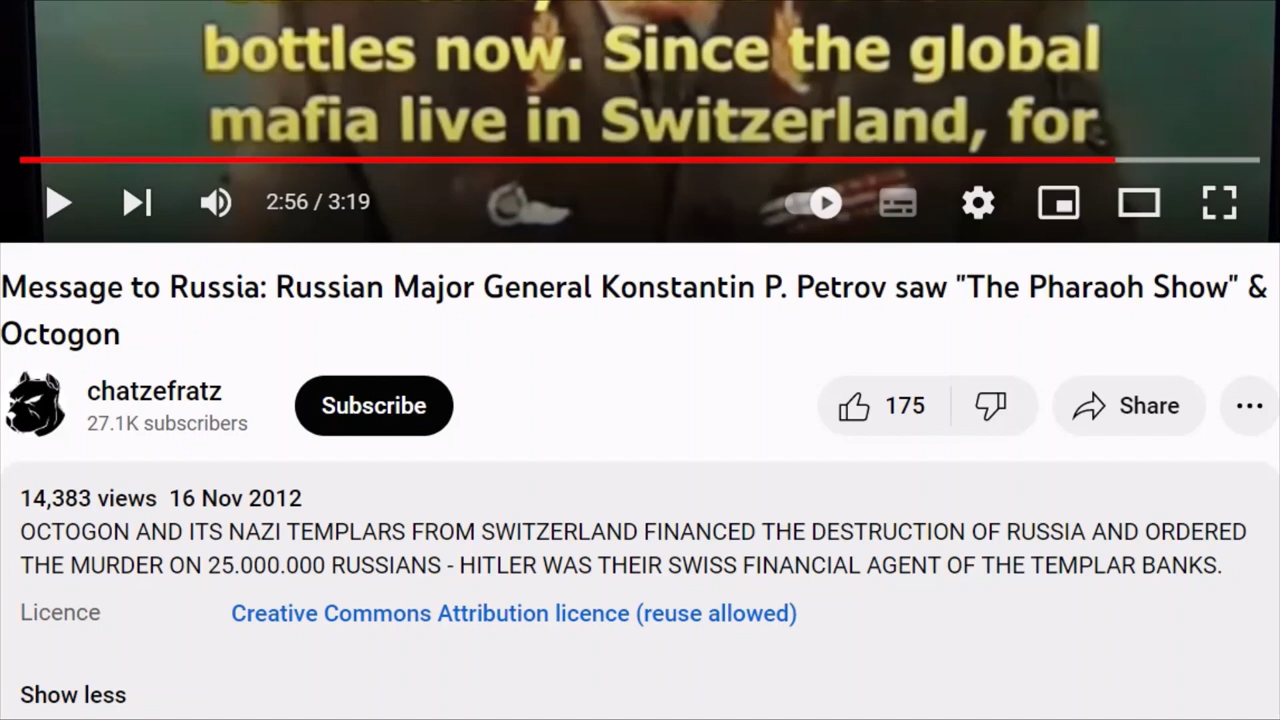 bottles now. Since the global
mafia live in Switzerland, for
2:56 / 3:19
Message to Russia: Russian Major General Konstantin P. Petrov saw "The Pharaoh Show" &
Octogon
chatzefratz
27.1K subscribers
Subscribe
175
Share
14,383 views 16 Nov 2012
OCTOGON AND ITS NAZI TEMPLARS FROM SWITZERLAND FINANCED THE DESTRUCTION OF RUSSIA AND ORDERED
THE MURDER ON 25.000.000 RUSSIANS - HITLER WAS THEIR SWISS FINANCIAL AGENT OF THE TEMPLAR BANKS.
Licence
Creative Commons Attribution licence (reuse allowed)
Show less